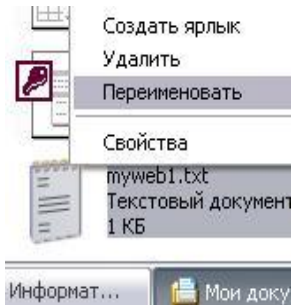 Создать ярлык
Удалить
Переименовать
Свойства
myweb1.txt
Текстовый документ
1 КБ
Информат...
Мои доку